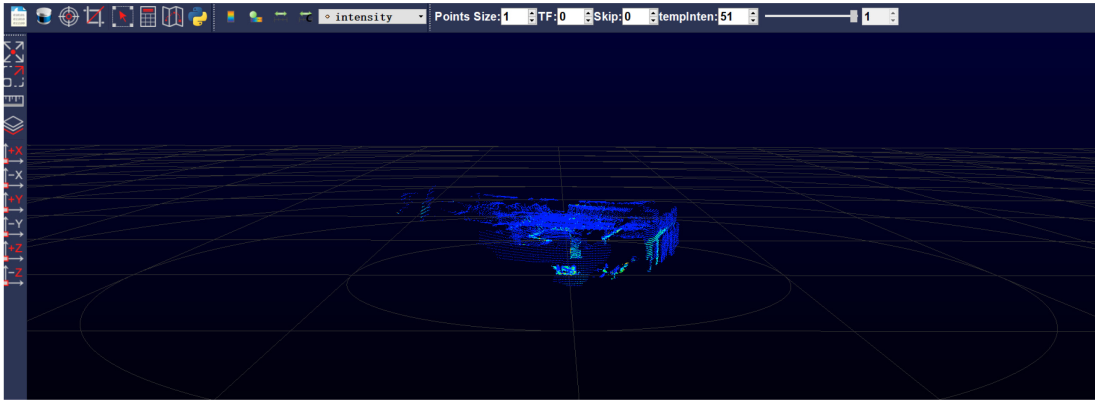 intensity Points Size: 1 TF: 0 Skip: 0 tempInten: 51 1
+X
-X
+Y
-Y
+Z
-Z